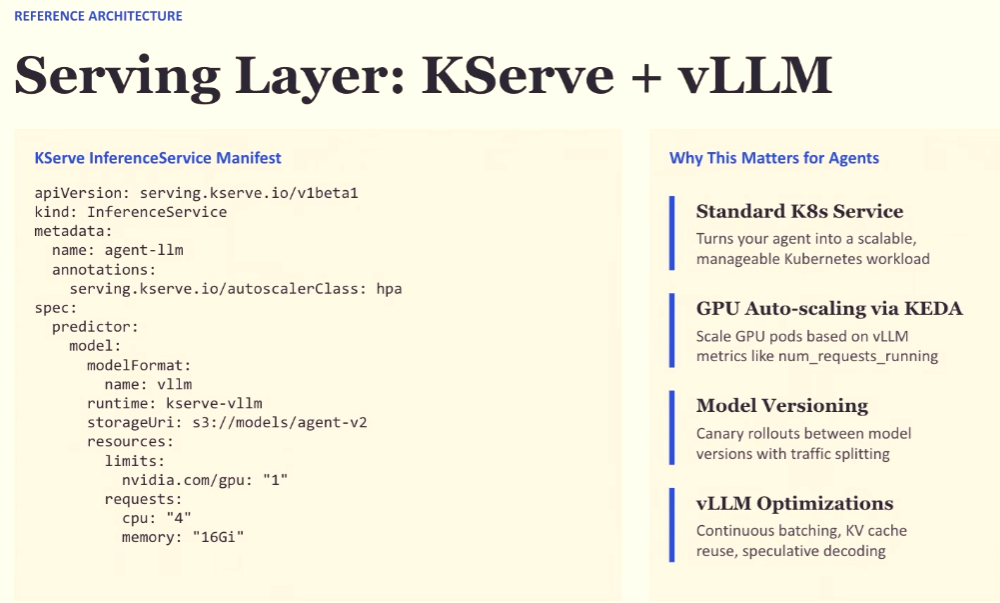 REFERENCE ARCHITECTURE
Serving Layer: KServe + vLLM
KServe InferenceService Manifest
apiVersion: serving.kserve.io/v1beta1
kind: InferenceService
metadata:
  name: agent-llm
  annotations:
    serving.kserve.io/autoscalerClass: hpa
spec:
  predictor:
    model:
      modelFormat:
        name: vllm
      runtime: kserve-vllm
      storageUri: s3://models/agent-v2
      resources:
        limits:
          nvidia.com/gpu: "1"
        requests:
          cpu: "4"
          memory: "16Gi"
Why This Matters for Agents
Standard K8s Service
Turns your agent into a scalable,
manageable Kubernetes workload
GPU Auto-scaling via KEDA
Scale GPU pods based on vLLM
metrics like num_requests_running
Model Versioning
Canary rollouts between model
versions with traffic splitting
vLLM Optimizations
Continuous batching, KV cache
reuse, speculative decoding